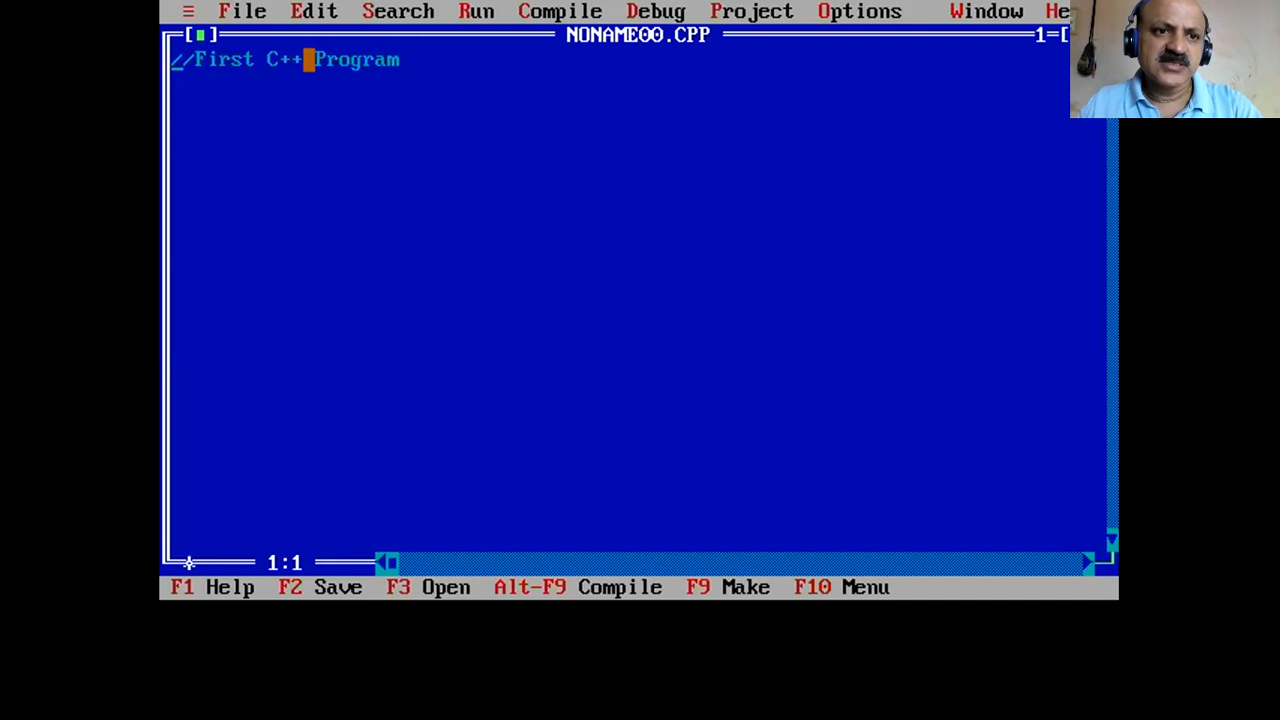 ≡ File Edit Search Run Compile Debug Project Options Window He
[■] NONAME00.CPP 1=[
//First C++ Program
1:1
F1 Help F2 Save F3 Open Alt-F9 Compile F9 Make F10 Menu